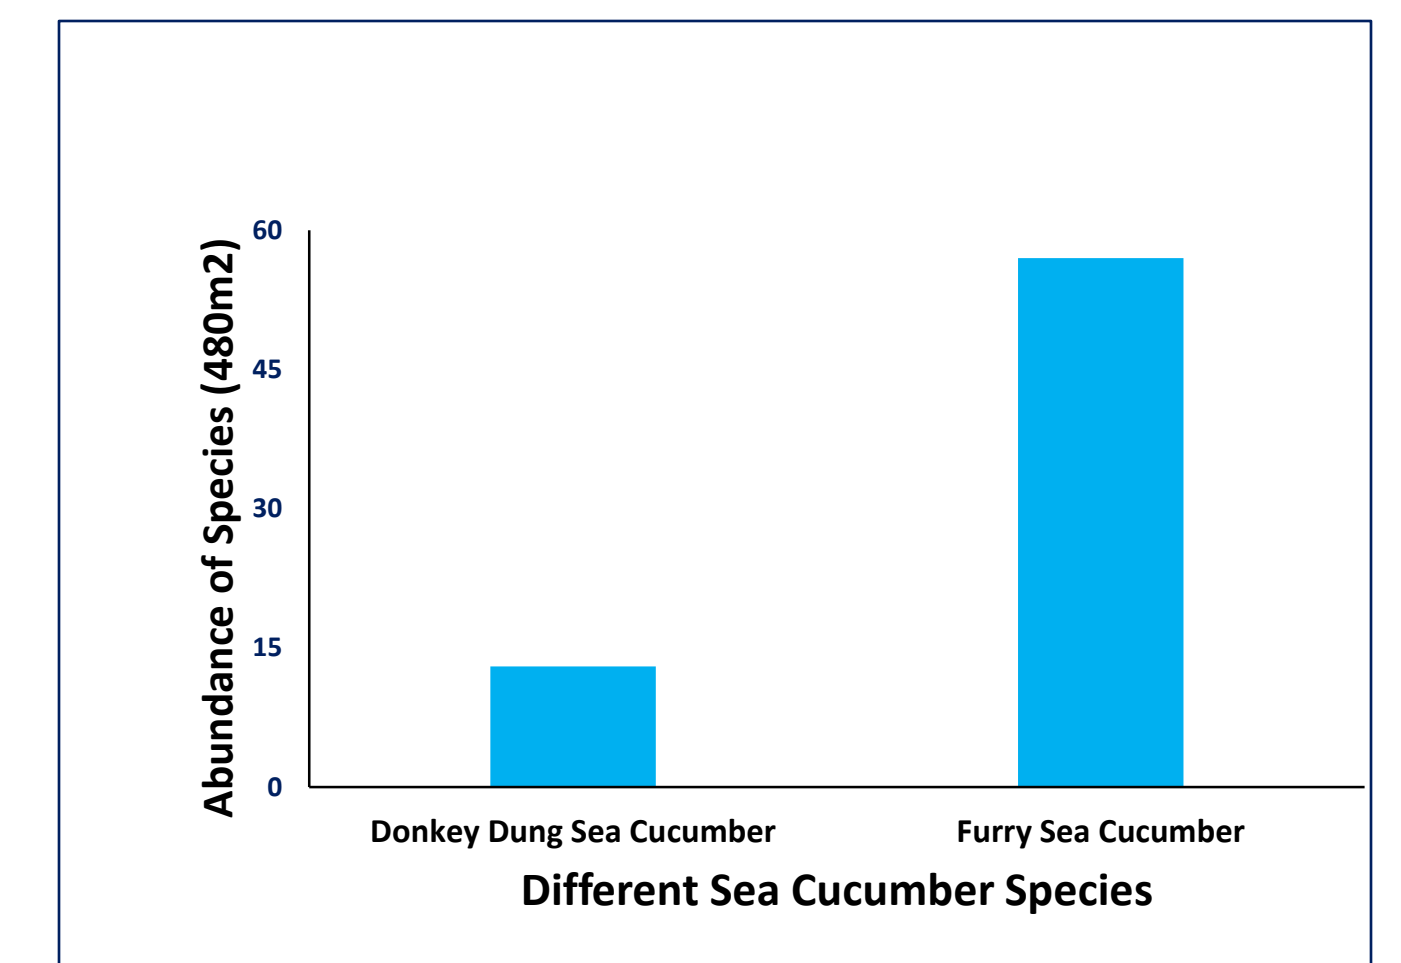 Abundance of Species (480m2)
60
45
30
15
0
Donkey Dung Sea Cucumber
Furry Sea Cucumber
Different Sea Cucumber Species